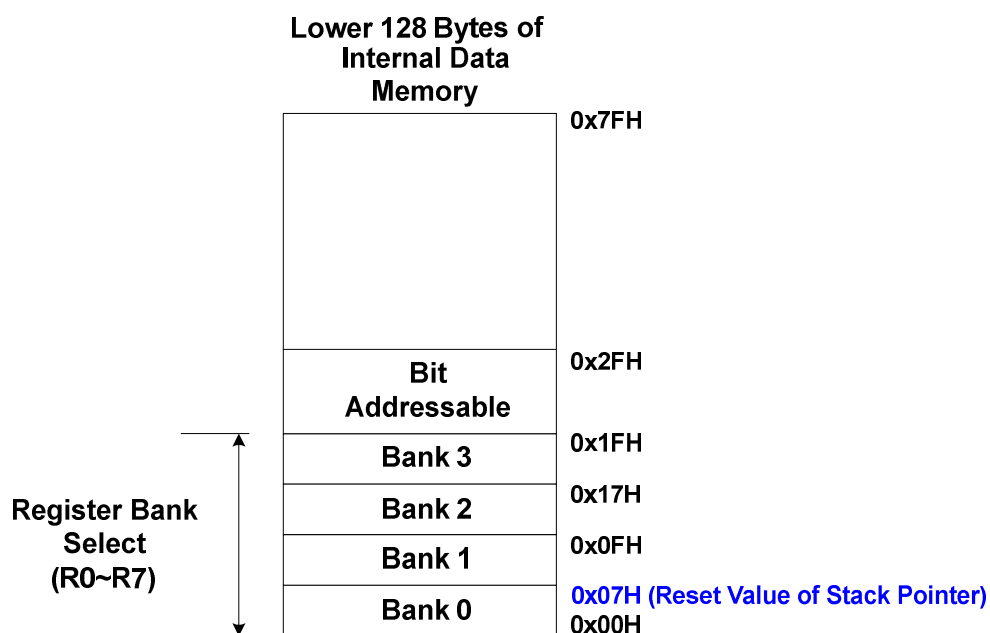 Lower 128 Bytes of
Internal Data
Memory
0x7FH
0x2FH
Bit
Addressable
0x1FH
Bank 3
0x17H
Bank 2
0x0FH
Bank 1
0x07H (Reset Value of Stack Pointer)
Bank 0
0x00H
Register Bank
Select
(R0~R7)